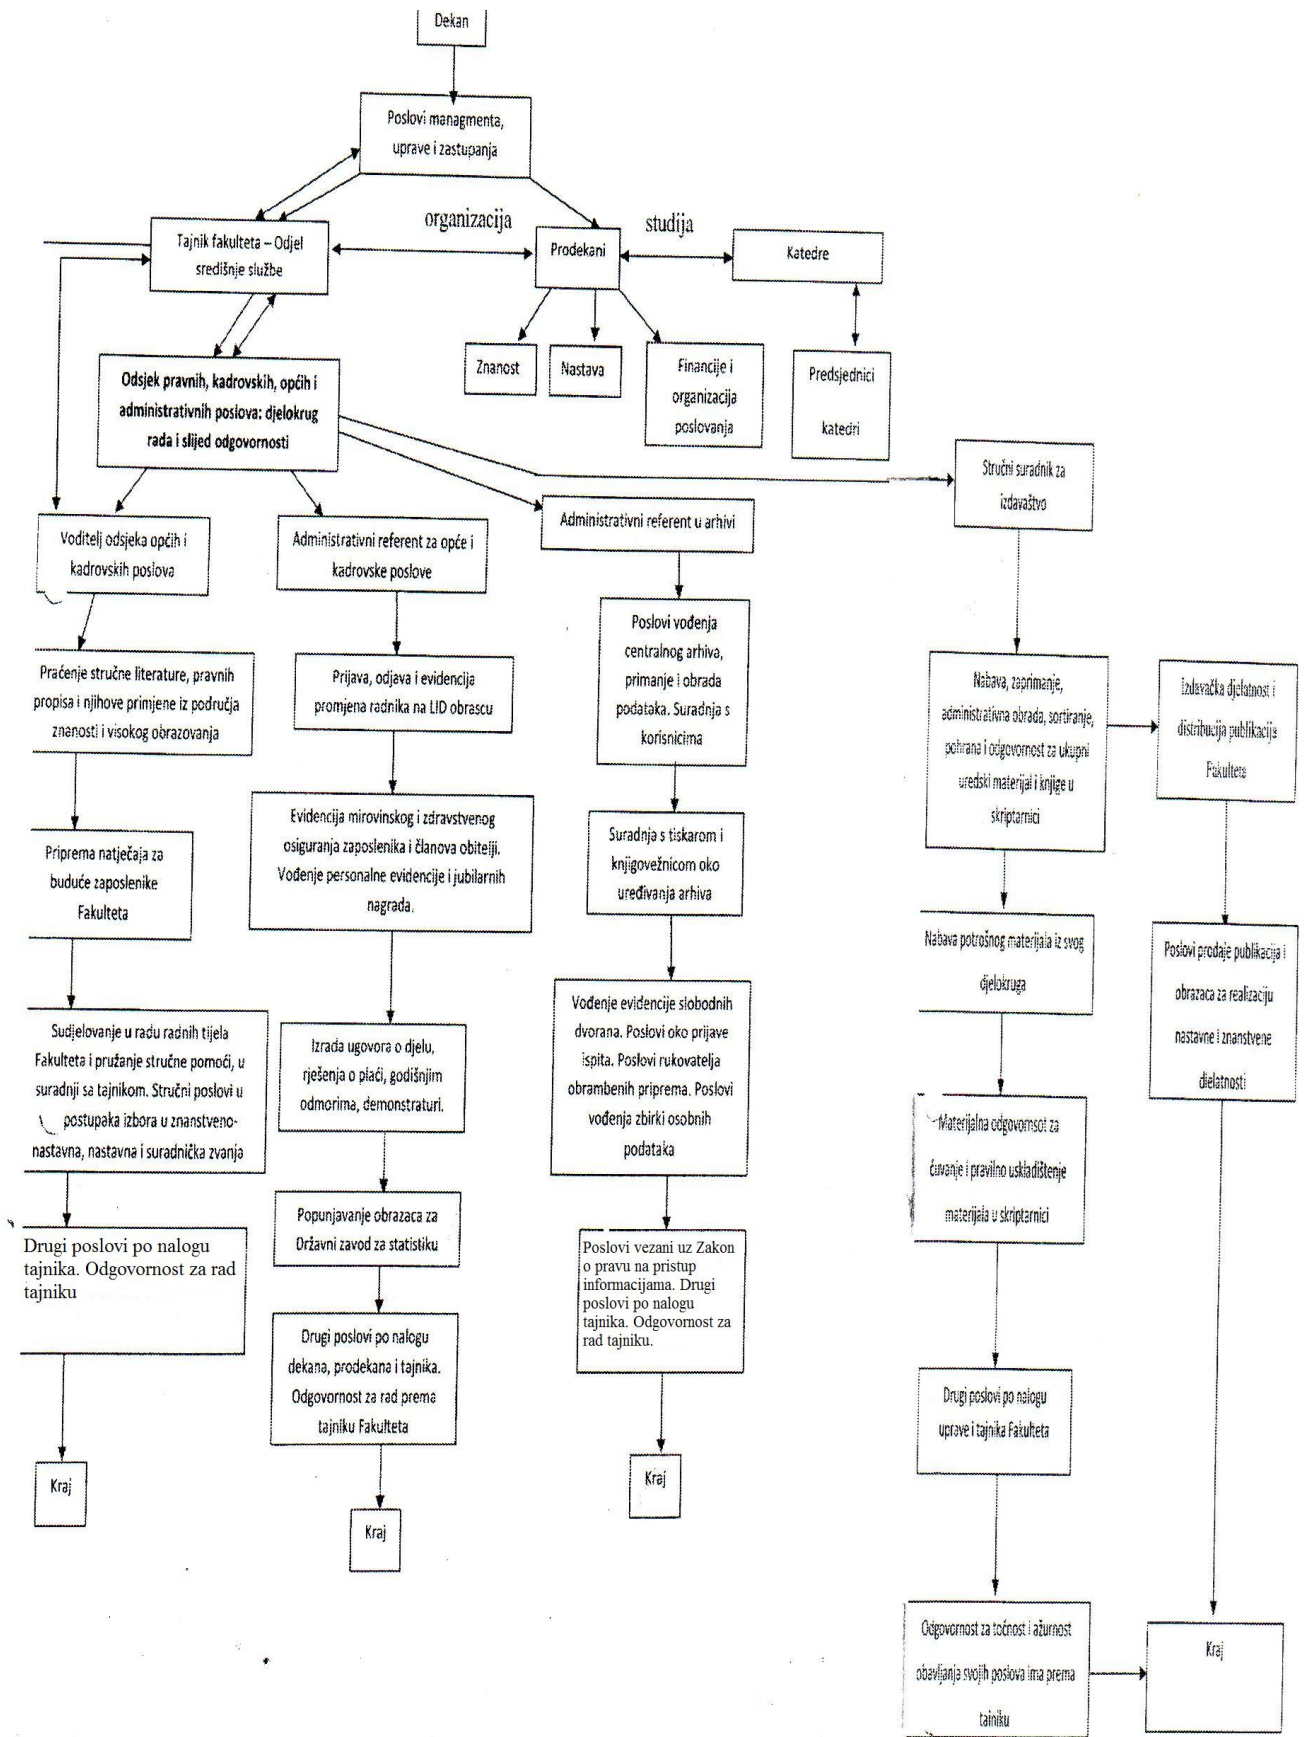 Dekan
Poslovi managmenta,
uprave i zastupanja
organizacija
studija
Tajnik fakulteta – Odjel
središnje službe
Prodekani
Katedre
Znanost
Nastava
Financije i
organizacija
poslovanja
Predsjednici
katedri
Odsjek pravnih, kadrovskih, općih i
administrativnih poslova: djelokrug
rada i slijed odgovornosti
Stručni suradnik za
izdavaštvo
Voditelj odsjeka općih i
kadrovskih poslova
Administrativni referent za opće i
kadrovske poslove
Administrativni referent u arhivi
Praćenje stručne literature, pravnih
propisa i njihove primjene iz područja
znanosti i visokog obrazovanja
Prijava, odjava i evidencija
promjena radnika na LID obrascu
Poslovi vođenja
centralnog arhiva,
primanje i obrada
podataka. Suradnja s
korisnicima
Nabava, zaprimanje,
administrativna obrada, sortiranje,
pohrana i odgovornost za ukupni
uredski materijal i knjige u
skriptarnici
Izdavačka djelatnost i
distribucija publikacija
Fakulteta
Priprema natječaja za
buduće zaposlenike
Fakulteta
Evidencija mirovinskog i zdravstvenog
osiguranja zaposlenika i članova obitelji.
Vođenje personalne evidencije i jubilarnih
nagrada.
Suradnja s tiskarom i
knjigovežnicom oko
uređivanja arhiva
Nabava potrošnog materijala iz svog
djelokruga
Poslovi prodaje publikacija i
obrazaca za realizaciju
nastavne i znanstvene
djelatnosti
Sudjelovanje u radu radnih tijela
Fakulteta i pružanje stručne pomoći, u
suradnji sa tajnikom. Stručni poslovi u
postupaka izbora u znanstveno-
nastavna, nastavna i suradnička zvanja
Izrada ugovora o djelu,
rješenja o plaći, godišnjim
odmorima, demonstraturi.
Vođenje evidencije slobodnih
dvorana. Poslovi oko prijave
ispita. Poslovi rukovatelja
obrambenih priprema. Poslovi
vođenja zbirki osobnih
podataka
Materijalna odgovornsot za
čuvanje i pravilno uskladištenje
materijala u skriptarnici
Popunjavanje obrazaca za
Državni zavod za statistiku
Drugi poslovi po nalogu
tajnika. Odgovornost za rad
tajniku
Poslovi vezani uz Zakon
o pravu na pristup
informacijama. Drugi
poslovi po nalogu
tajnika. Odgovornost za
rad tajniku.
Drugi poslovi po nalogu
dekana, prodekana i tajnika.
Odgovornost za rad prema
tajniku Fakulteta
Drugi poslovi po nalogu
uprave i tajnika Fakulteta
Kraj
Kraj
Kraj
Odgovornost za točnost i ažurnost
obavljanja svojih poslova ima prema
tajniku
Kraj